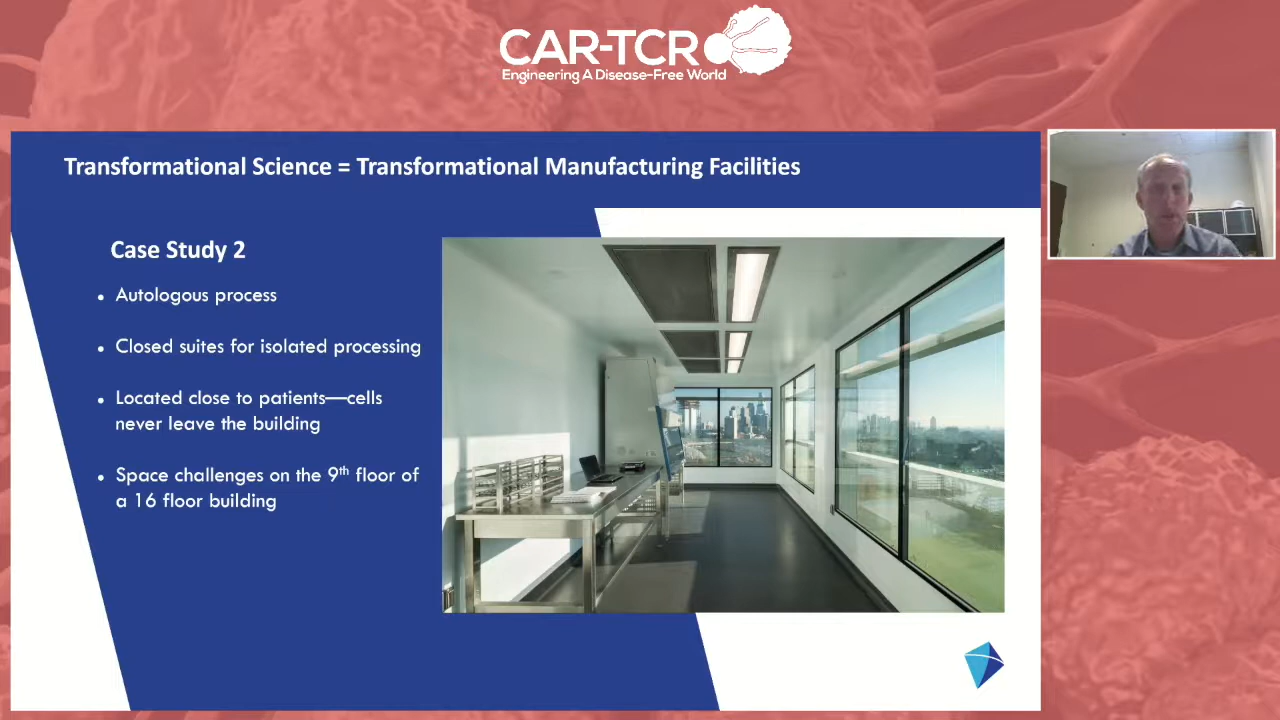 CAR-TCR
Engineering A Disease-Free World
Transformational Science = Transformational Manufacturing Facilities
Case Study 2
• Autologous process
• Closed suites for isolated processing
• Located close to patients—cells
never leave the building
• Space challenges on the 9th floor of
a 16 floor building